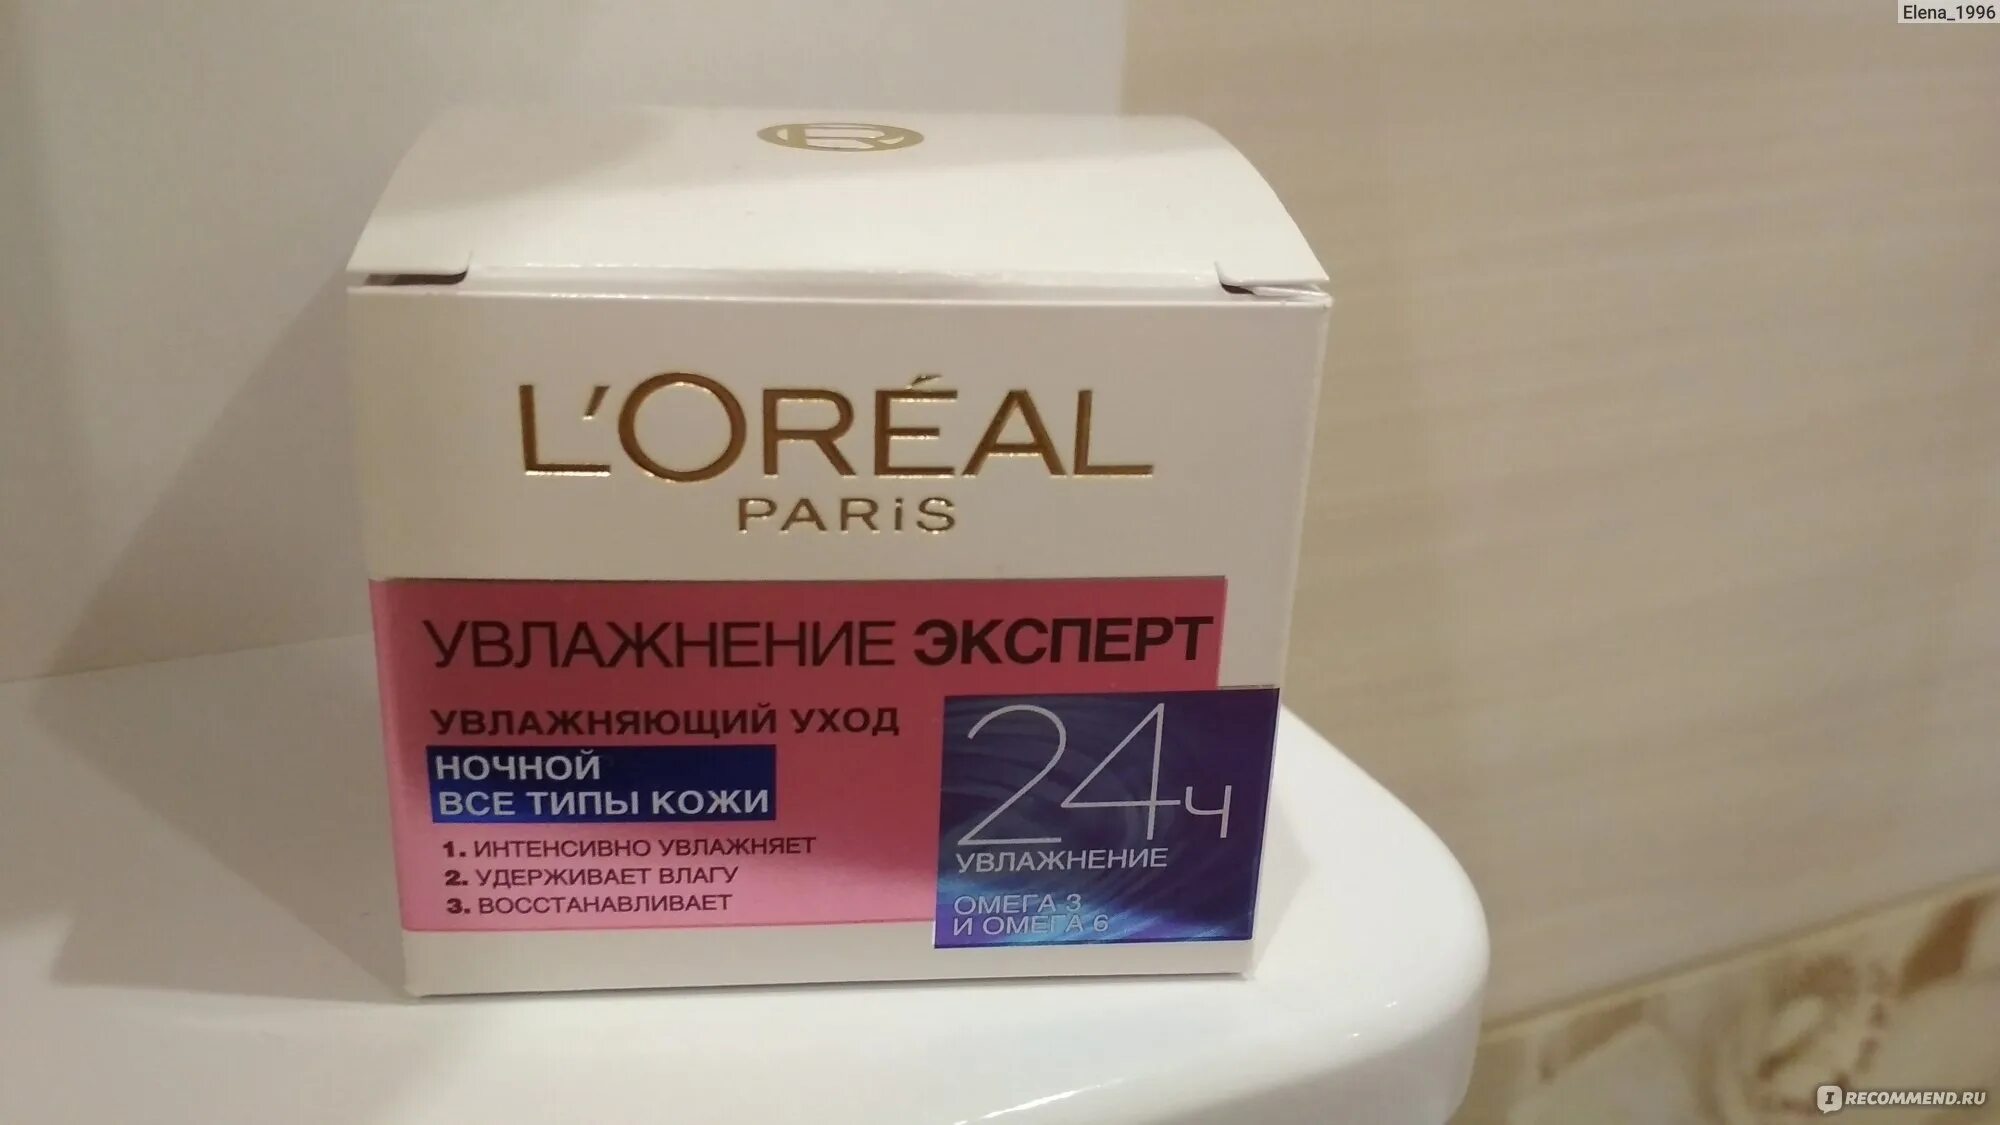 Elena_1996
L'ORÉAL
PARiS
УВЛАЖНЕНИЕ ЭКСПЕРТ
УВЛАЖНЯЮЩИЙ УХОД
НОЧНОЙ
ВСЕ ТИПЫ КОЖИ
1. ИНТЕНСИВНО УВЛАЖНЯЕТ
2. УДЕРЖИВАЕТ ВЛАГУ
3. ВОССТАНАВЛИВАЕТ
24ч
УВЛАЖНЕНИЕ
ОМЕГА 3
И ОМЕГА 6
I RECOMMEND.RU